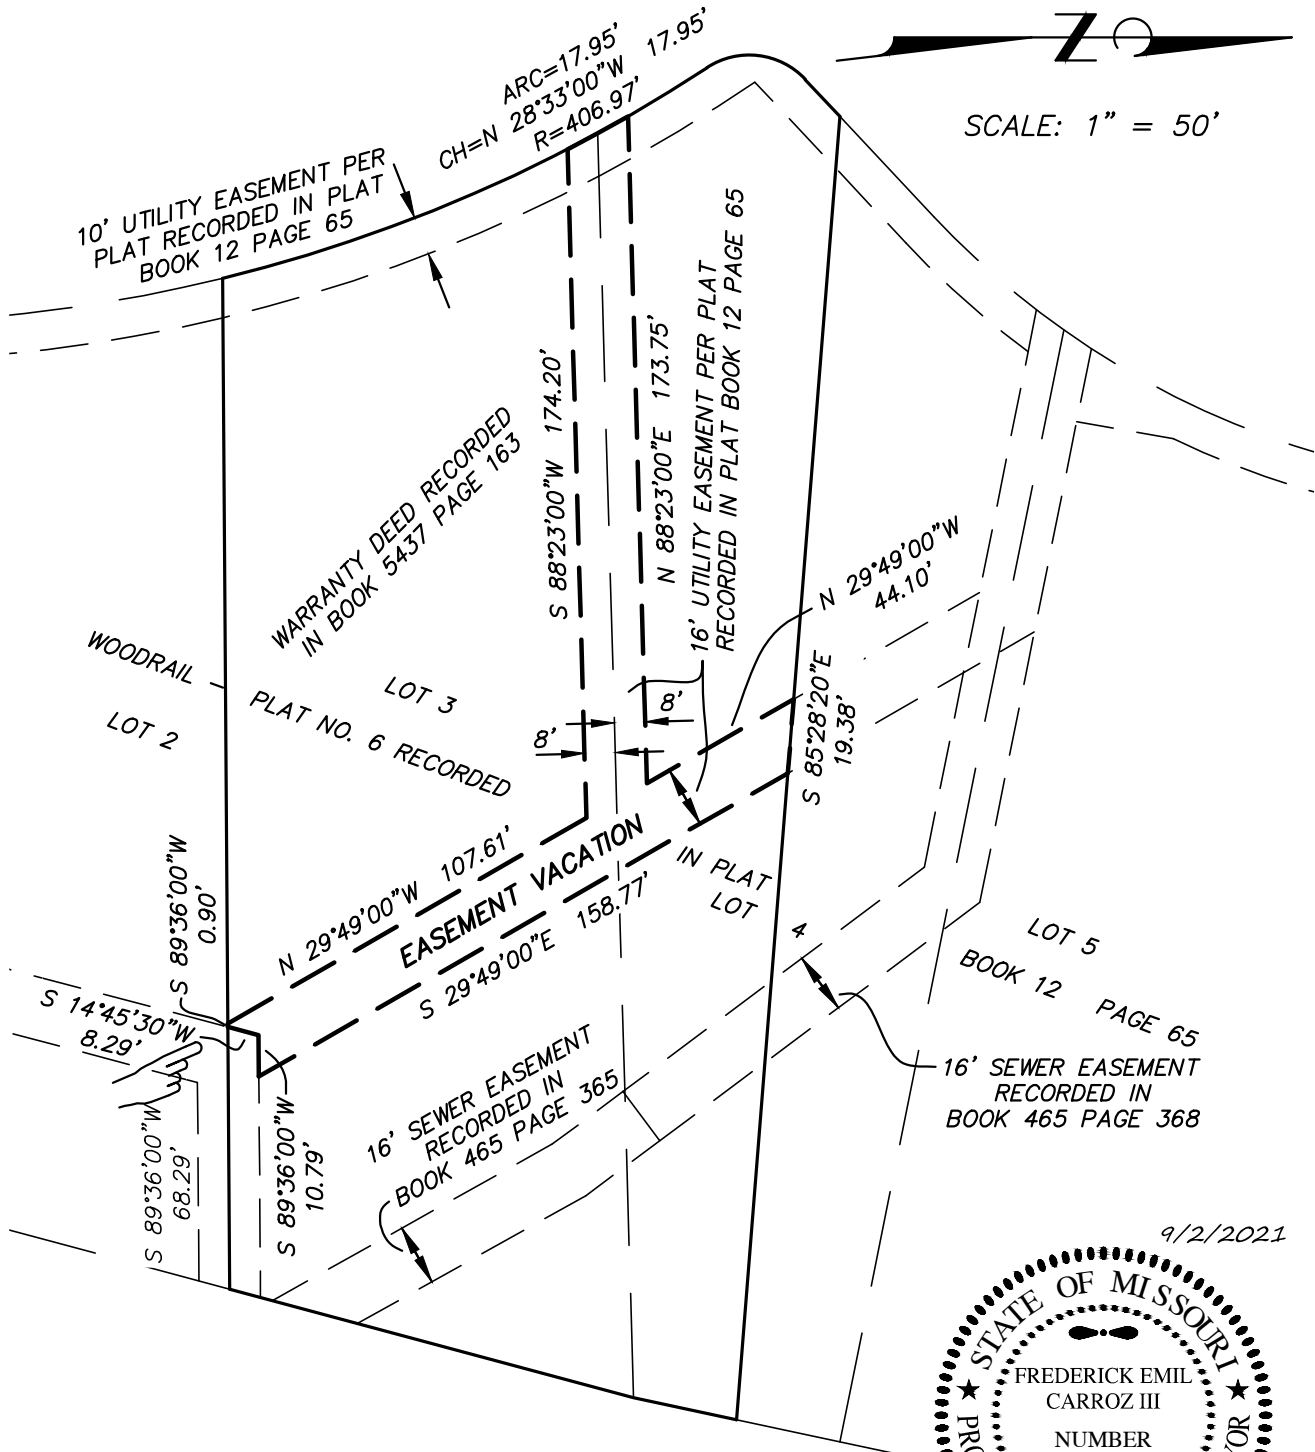 ARC=17.95'
CH=N 28°33'00"W 17.95'
R=406.97'
N
SCALE: 1" = 50'
10' UTILITY EASEMENT PER
PLAT RECORDED IN PLAT
BOOK 12 PAGE 65
WARRANTY DEED RECORDED
IN BOOK 5437 PAGE 163
S 88°23'00"W 174.20'
N 88°23'00"E 173.75'
16' UTILITY EASEMENT PER PLAT
RECORDED IN PLAT BOOK 12 PAGE 65
N 29°49'00"W
44.10'
S 85°28'20"E
19.38'
WOODRAIL
PLAT NO. 6 RECORDED
LOT 2
LOT 3
8'
8'
N 29°49'00"W 107.61'
EASEMENT VACATION
S 29°49'00"E 158.77'
IN PLAT
LOT 4
LOT 5
BOOK 12 PAGE 65
S 89°36'00"W
0.90'
S 14°45'30"W
8.29'
S 89°36'00"W
68.29'
S 89°36'00"W
10.79'
16' SEWER EASEMENT
RECORDED IN
BOOK 465 PAGE 365
16' SEWER EASEMENT
RECORDED IN
BOOK 465 PAGE 368
9/2/2021
STATE OF MISSOURI
FREDERICK EMIL
CARROZ III
NUMBER